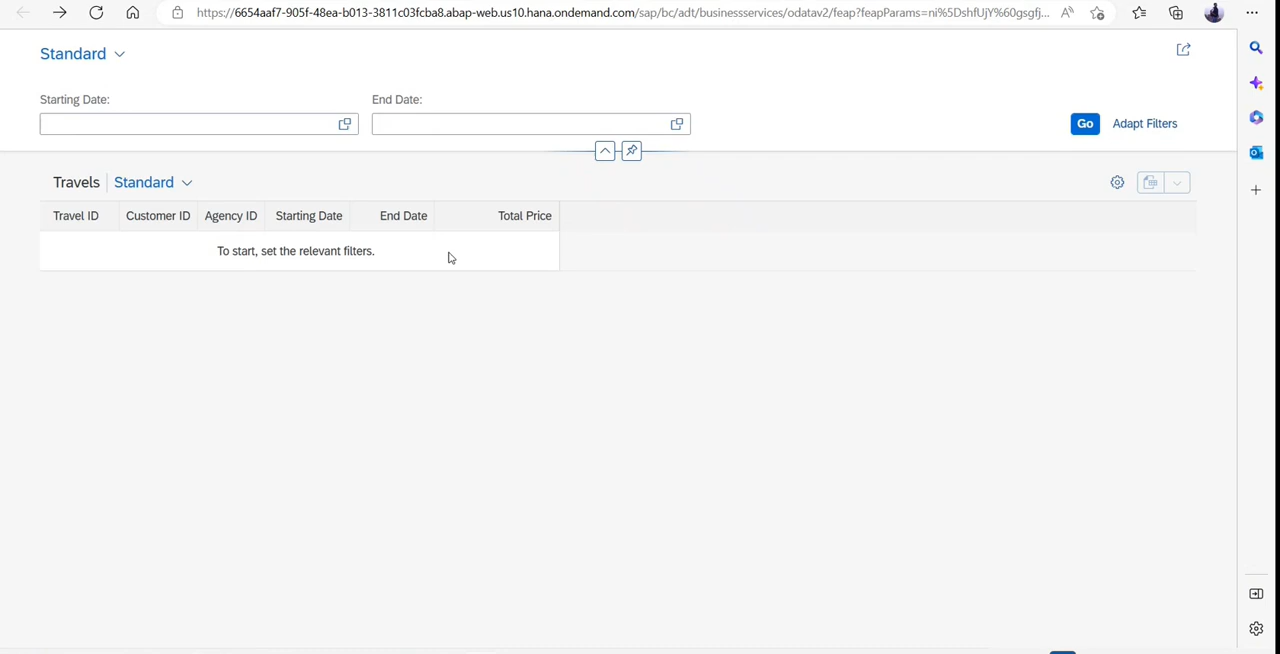 https://6654aaf7-905f-48ea-b013-3811c03fcba8.abap-web.us10.hana.ondemand.com/sap/bc/adt/businessservices/odatav2/feap?feapParams=ni%5DshfUjY%60gsgfj...
Standard
Starting Date:
End Date:
Go
Adapt Filters
Travels
Standard
Travel ID
Customer ID
Agency ID
Starting Date
End Date
Total Price
To start, set the relevant filters.